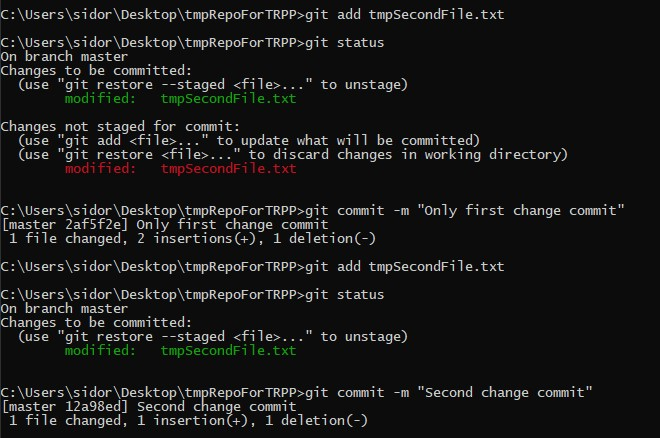 C:\Users\sidor\Desktop\tmpRepoForTRPP>git add tmpSecondFile.txt
C:\Users\sidor\Desktop\tmpRepoForTRPP>git status
On branch master
Changes to be committed:
  (use "git restore --staged <file>..." to unstage)
        modified:   tmpSecondFile.txt
Changes not staged for commit:
  (use "git add <file>..." to update what will be committed)
  (use "git restore <file>..." to discard changes in working directory)
        modified:   tmpSecondFile.txt
C:\Users\sidor\Desktop\tmpRepoForTRPP>git commit -m "Only first change commit"
[master 2af5f2e] Only first change commit
 1 file changed, 2 insertions(+), 1 deletion(-)
C:\Users\sidor\Desktop\tmpRepoForTRPP>git add tmpSecondFile.txt
C:\Users\sidor\Desktop\tmpRepoForTRPP>git status
On branch master
Changes to be committed:
  (use "git restore --staged <file>..." to unstage)
        modified:   tmpSecondFile.txt
C:\Users\sidor\Desktop\tmpRepoForTRPP>git commit -m "Second change commit"
[master 12a98ed] Second change commit
 1 file changed, 1 insertion(+), 1 deletion(-)